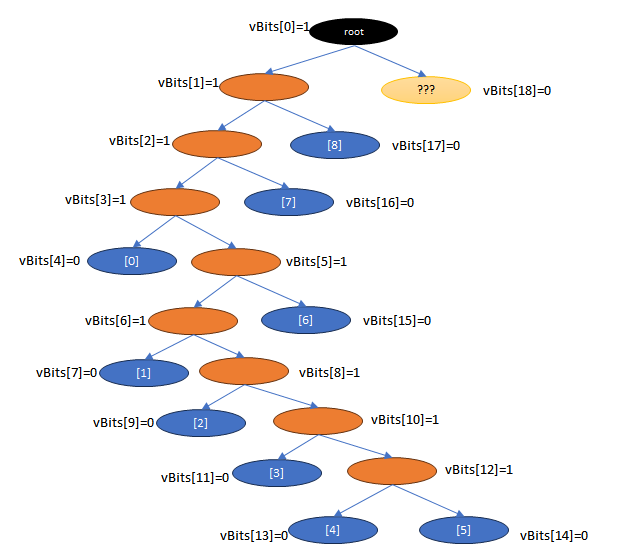 vBits[0]=1
root
vBits[1]=1
???
vBits[18]=0
vBits[2]=1
[8]
vBits[17]=0
vBits[3]=1
[7]
vBits[16]=0
vBits[4]=0
[0]
vBits[5]=1
vBits[6]=1
[6]
vBits[15]=0
vBits[7]=0
[1]
vBits[8]=1
vBits[9]=0
[2]
vBits[10]=1
vBits[11]=0
[3]
vBits[12]=1
vBits[13]=0
[4]
[5]
vBits[14]=0